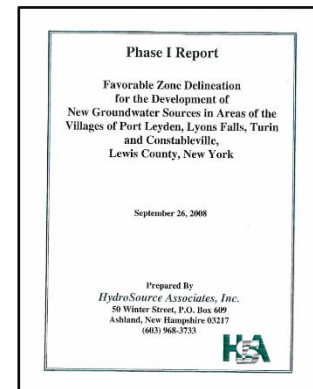 Phase I Report
Favorable Zone Delineation
for the Development of
New Groundwater Sources in Areas of the
Villages of Port Leyden, Lyons Falls, Turin
and Constableville,
Lewis County, New York
September 26, 2008
Prepared By
HydroSource Associates, Inc.
50 Winter Street, P.O. Box 609
Ashland, New Hampshire 03217
(603) 968-3733
HSA